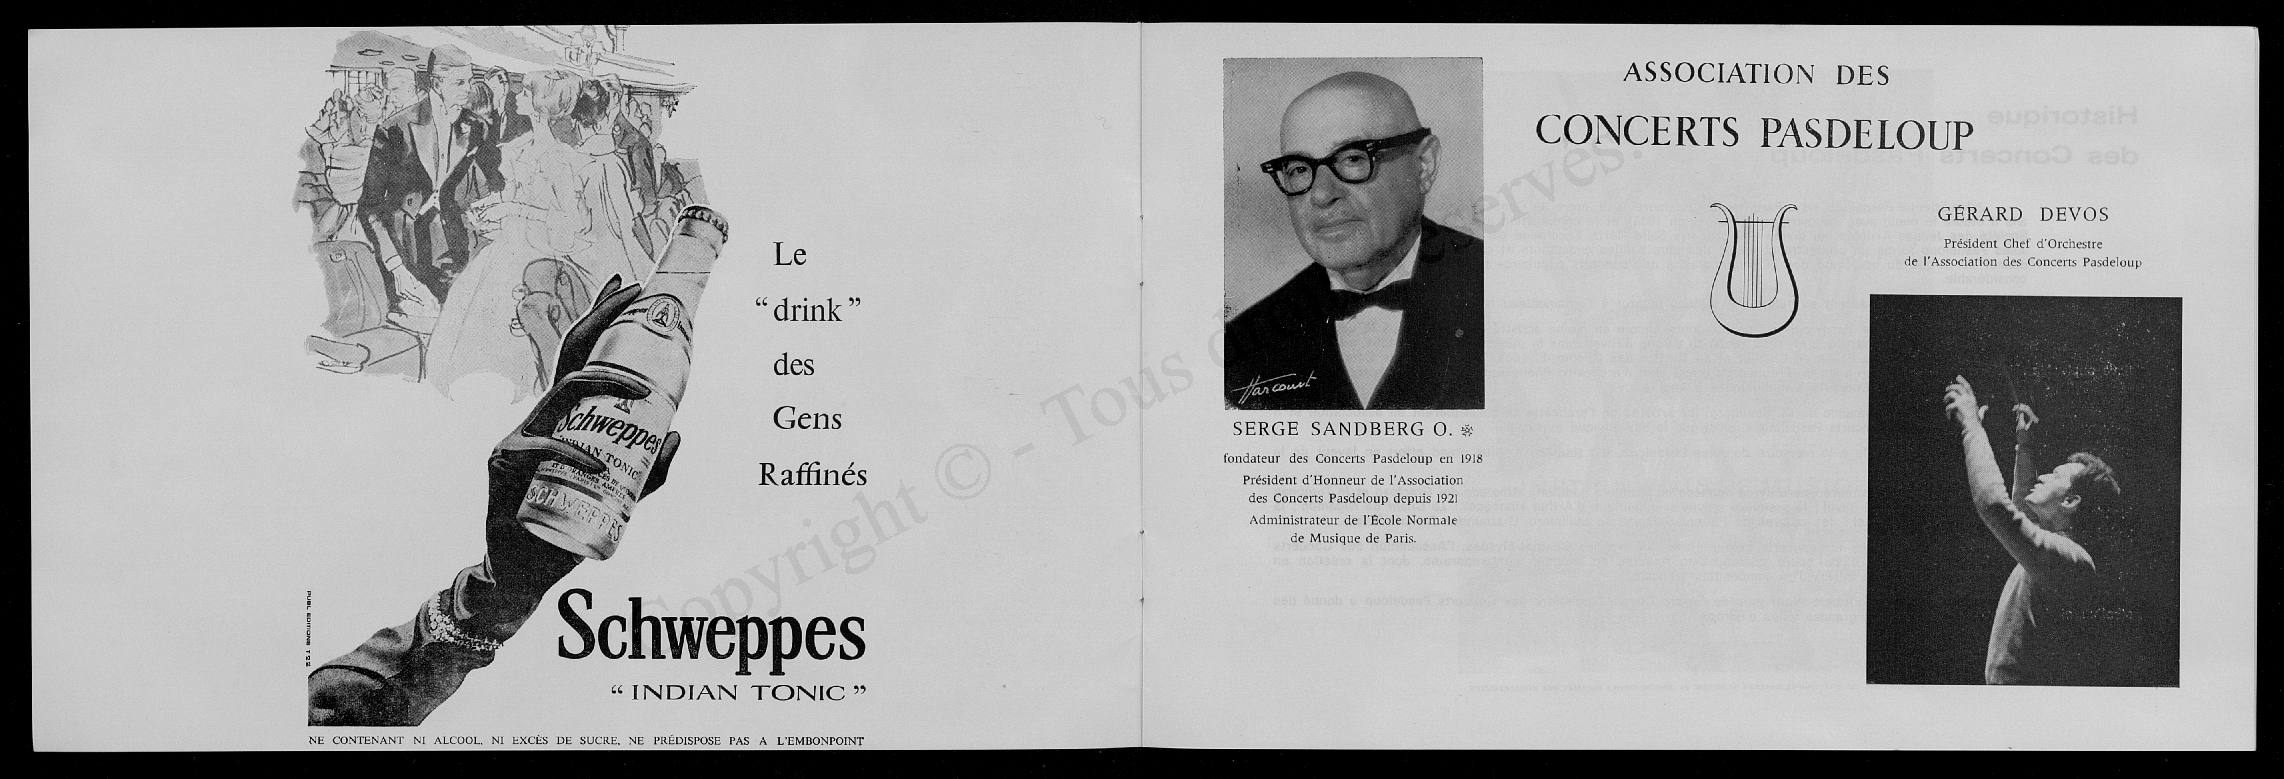 Le
“drink”
des
Gens
Raffinés
Schweppes
INDIAN TONIC
SCHWEPPES
Schweppes
“INDIAN TONIC”
NE CONTENANT NI ALCOOL, NI EXCÈS DE SUCRE, NE PRÉDISPOSE PAS A L'EMBONPOINT
ASSOCIATION DES
CONCERTS PASDELOUP
Harcourt
SERGE SANDBERG O.
fondateur des Concerts Pasdeloup en 1918
Président d'Honneur de l'Association
des Concerts Pasdeloup depuis 1921
Administrateur de l'École Normale
de Musique de Paris.
GÉRARD DEVOS
Président Chef d'Orchestre
de l'Association des Concerts Pasdeloup
Copyright © - Tous droits réservés.